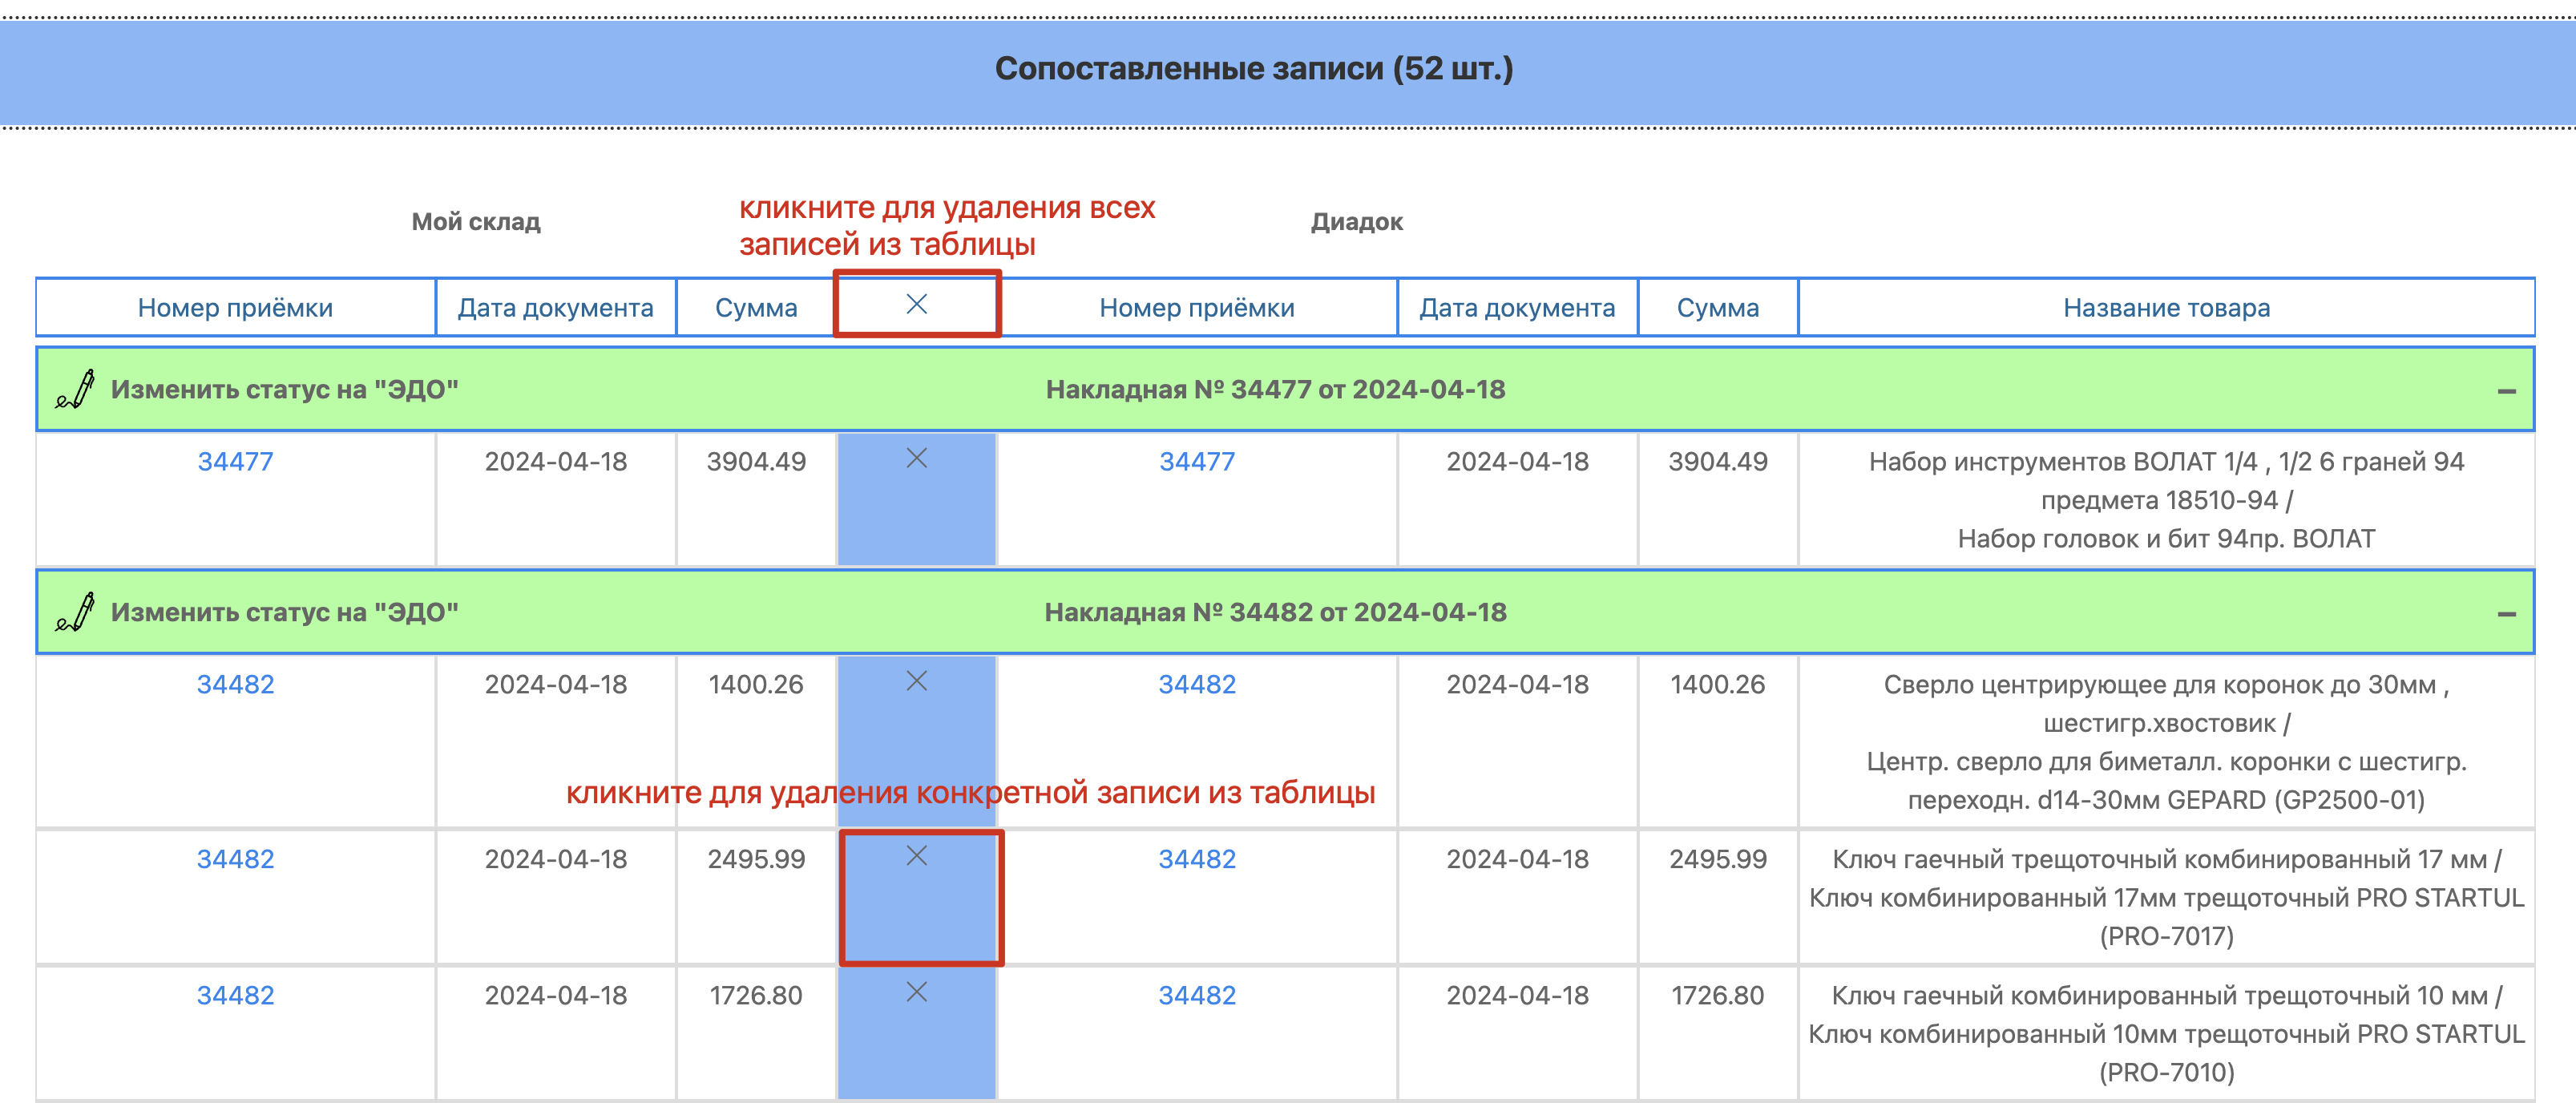 Сопоставленные записи (52 шт.)
Мой склад
кликните для удаления всех
записей из таблицы
Диадок
Номер приёмки Дата документа Сумма × Номер приёмки Дата документа Сумма Название товара
Изменить статус на "ЭДО" Накладная № 34477 от 2024-04-18 –
34477 2024-04-18 3904.49 × 34477 2024-04-18 3904.49 Набор инструментов ВОЛАТ 1/4 , 1/2 6 граней 94
предмета 18510-94 /
Набор головок и бит 94пр. ВОЛАТ
Изменить статус на "ЭДО" Накладная № 34482 от 2024-04-18 –
34482 2024-04-18 1400.26 × 34482 2024-04-18 1400.26 Сверло центрирующее для коронок до 30мм ,
шестигр.хвостовик /
Центр. сверло для биметалл. коронки с шестигр.
переходн. d14-30мм GEPARD (GP2500-01)
кликните для удаления конкретной записи из таблицы
34482 2024-04-18 2495.99 × 34482 2024-04-18 2495.99 Ключ гаечный трещоточный комбинированный 17 мм /
Ключ комбинированный 17мм трещоточный PRO STARTUL
(PRO-7017)
34482 2024-04-18 1726.80 × 34482 2024-04-18 1726.80 Ключ гаечный комбинированный трещоточный 10 мм /
Ключ комбинированный 10мм трещоточный PRO STARTUL
(PRO-7010)